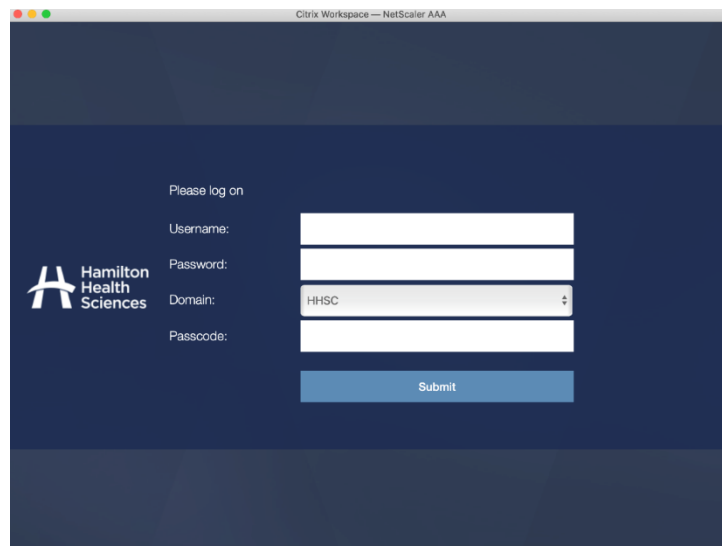 Citrix Workspace — NetScaler AAA
Please log on
Username:
Password:
Hamilton
Health
Sciences
Domain:
HHSC
Passcode:
Submit